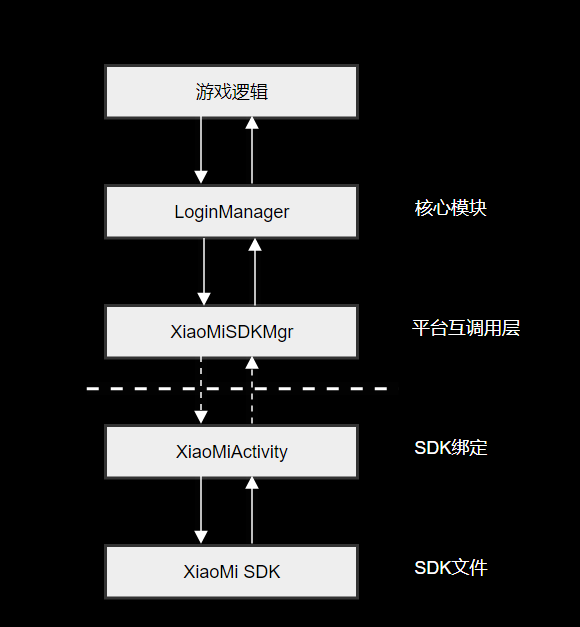 游戏逻辑
LoginManager
核心模块
XiaoMiSDKMgr
平台互调用层
XiaoMiActivity
SDK绑定
XiaoMi SDK
SDK文件